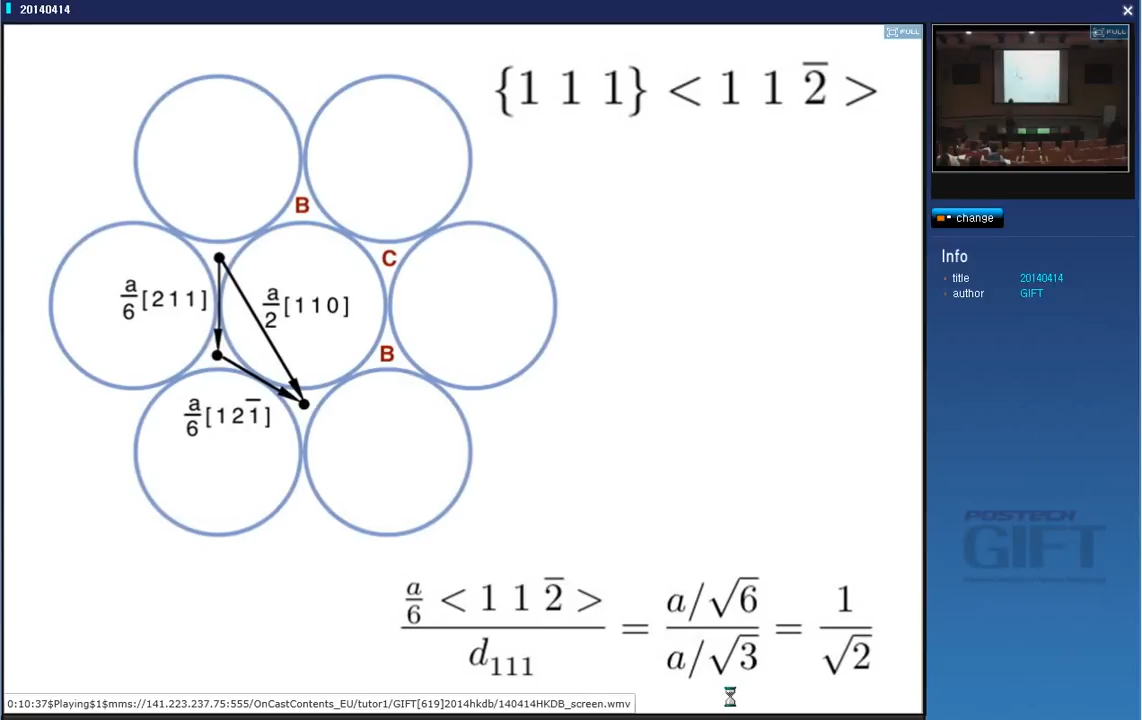 20140414
FULL
{1 1 1} < 1 1 2̅ >
FULL
B
C
a/6 [2 1 1]
a/2 [1 1 0]
B
a/6 [1 2 1̅]
change
Info
title 20140414
author GIFT
POSTECH
GIFT
a/6 < 1 1 2̅ > / d₁₁₁ = a/√6 / a/√3 = 1/√2
0:10:37$Playing$1$mms://141.223.237.75:555/OnCastContents_EU/tutor1/GIFT[619]2014hkdb/140414HKDB_screen.wmv